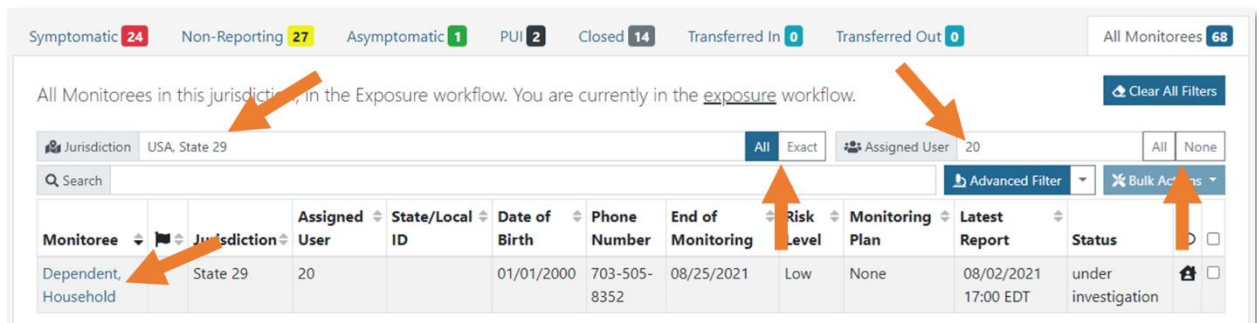 Symptomatic 24 Non-Reporting 27 Asymptomatic 1 PUI 2 Closed 14 Transferred In 0 Transferred Out 0 All Monitorees 68
All Monitorees in this jurisdiction, in the Exposure workflow. You are currently in the exposure workflow. Clear All Filters
Jurisdiction USA, State 29 All Exact Assigned User 20 All None
Search Advanced Filter Bulk Actions
Monitoree Jurisdiction Assigned User State/Local ID Date of Birth Phone Number End of Monitoring Risk Level Monitoring Plan Latest Report Status
Dependent, State 29 20 01/01/2000 703-505- 08/25/2021 Low None 08/02/2021 under
Household 8352 17:00 EDT investigation